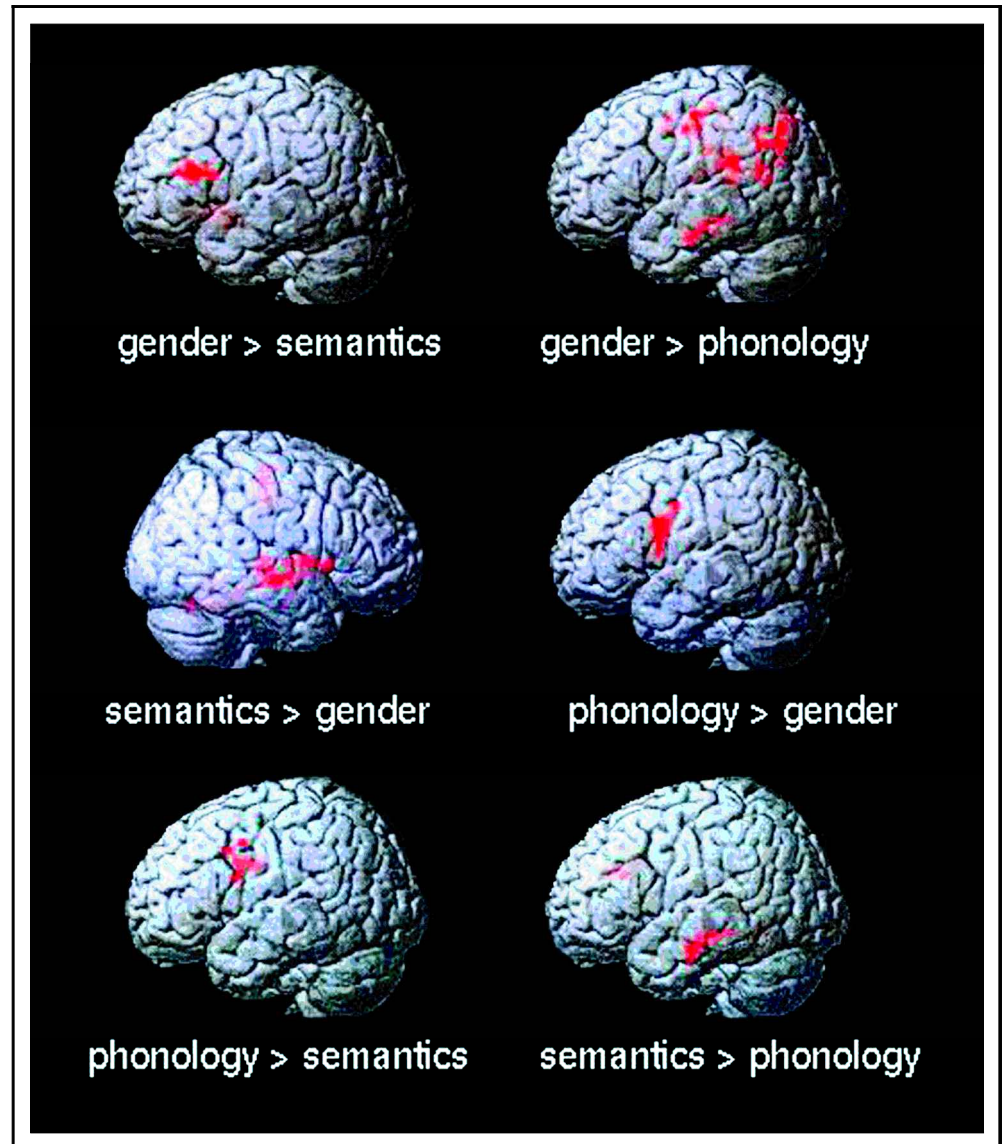 gender > semantics
gender > phonology
semantics > gender
phonology > gender
phonology > semantics
semantics > phonology